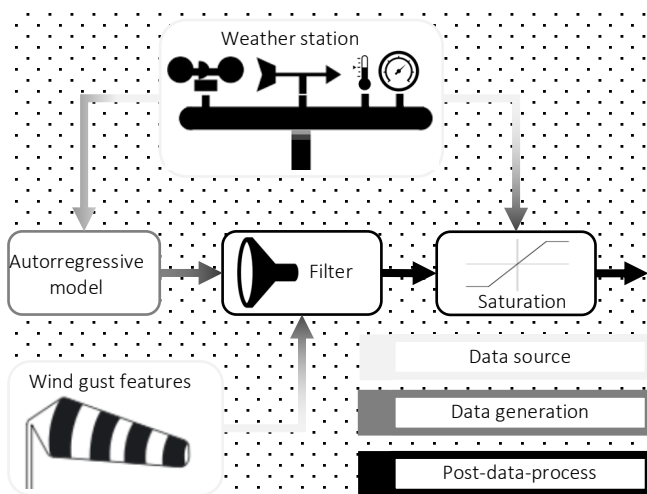 Weather station
Autorregressive
model
Filter
Saturation
Wind gust features
Data source
Data generation
Post-data-process